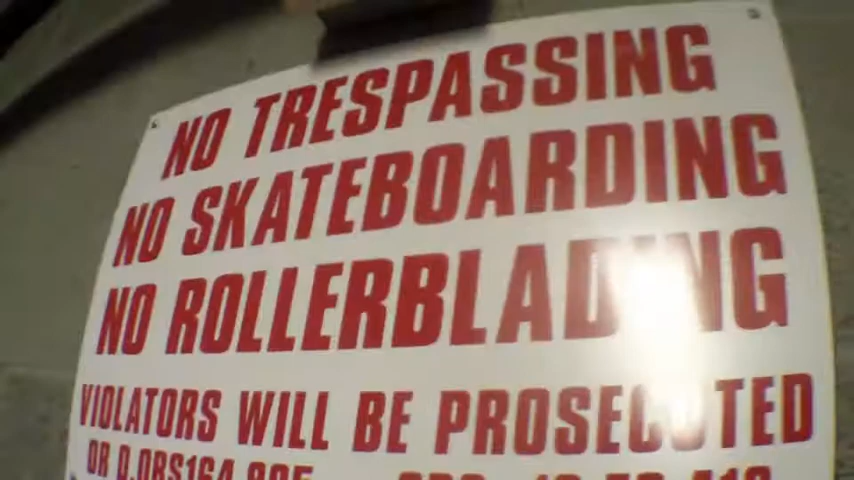 NO TRESPASSING
NO SKATEBOARDING
NO ROLLERBLADING
VIOLATORS WILL BE PROSECUTED